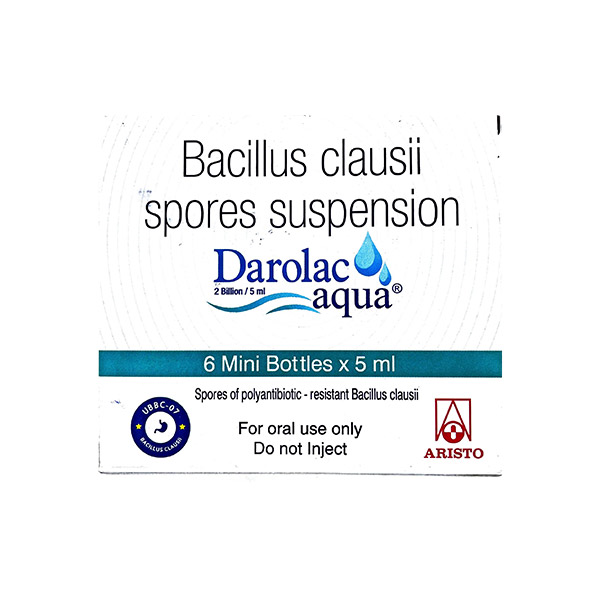 Bacillus clausii
spores suspension
Darolac
2 Billion / 5 ml
aqua®
6 Mini Bottles x 5 ml
Spores of polyantibiotic - resistant Bacillus clausii
UBBC-07
BACILLUS CLAUSII
For oral use only
Do not Inject
ARISTO